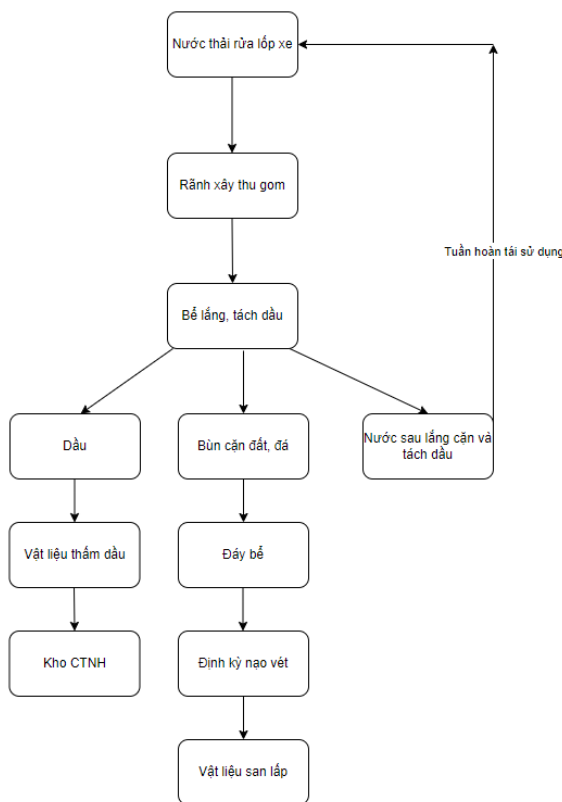 Nước thải rửa lốp xe
Rãnh xây thu gom
Tuần hoàn tái sử dụng
Bể lắng, tách dầu
Dầu
Bùn cặn đất, đá
Nước sau lắng cặn và
tách dầu
Vật liệu thấm dầu
Đáy bể
Kho CTNH
Định kỳ nạo vét
Vật liệu san lấp